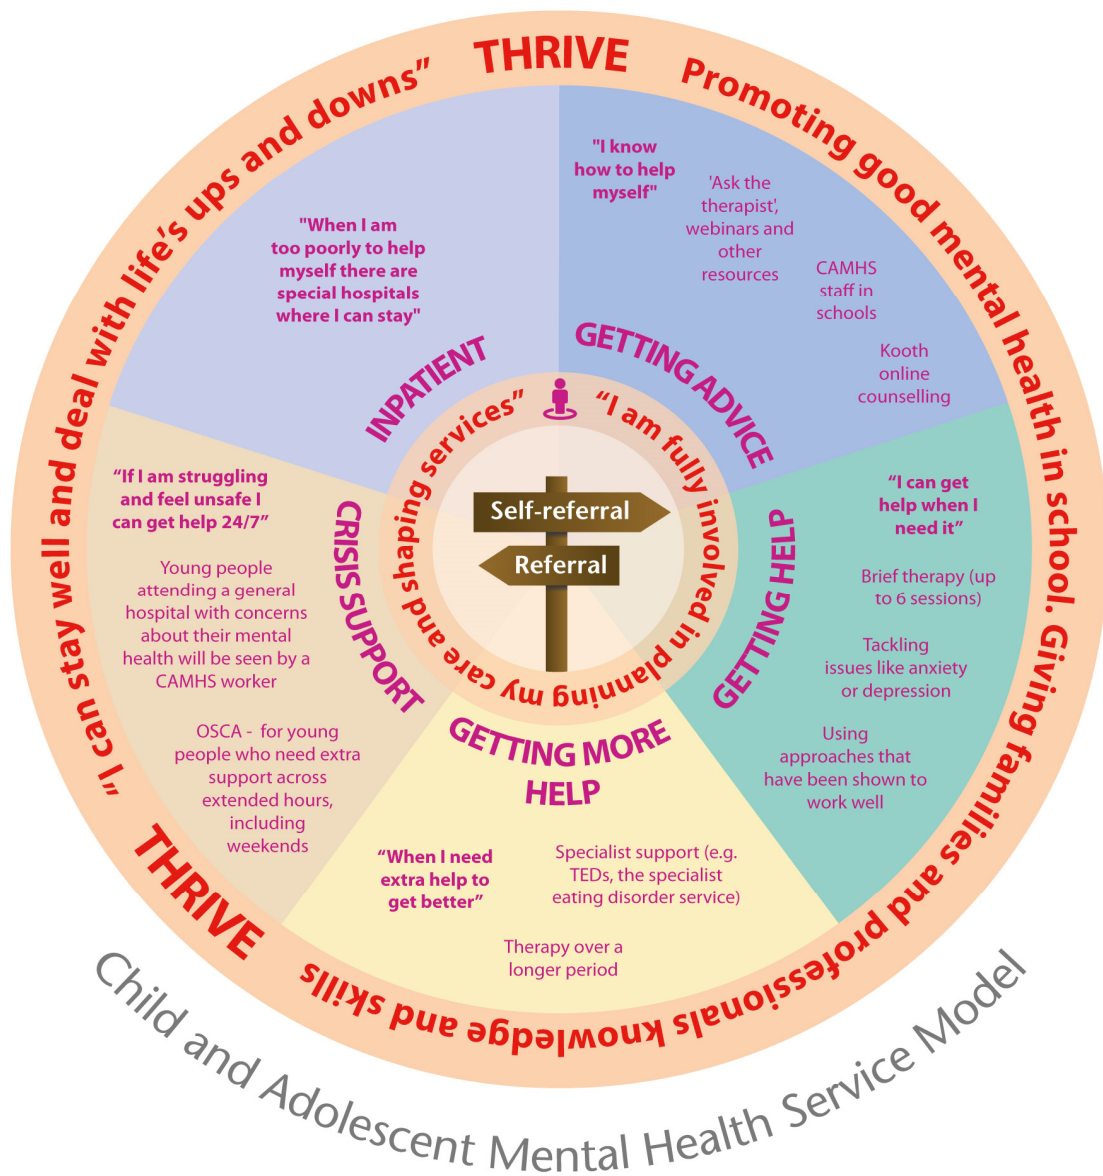 THRIVE
Promoting good mental health in school. Giving families and professionals knowledge and skills
THRIVE
“I can stay well and deal with life’s ups and downs”
"I know
how to help
myself"
'Ask the
therapist',
webinars and
other
resources
CAMHS
staff in
schools
Kooth
online
counselling
GETTING ADVICE
“I can get
help when I
need it”
Brief therapy (up
to 6 sessions)
Tackling
issues like anxiety
or depression
Using
approaches that
have been shown to
work well
GETTING HELP
GETTING MORE
HELP
“When I need
extra help to
get better”
Specialist support (e.g.
TEDs, the specialist
eating disorder service)
Therapy over a
longer period
CRISIS SUPPORT
“If I am struggling
and feel unsafe I
can get help 24/7”
Young people
attending a general
hospital with concerns
about their mental
health will be seen by a
CAMHS worker
OSCA -  for young
people who need extra
support across
extended hours,
including
weekends
INPATIENT
"When I am
too poorly to help
myself there are
special hospitals
where I can stay"
“I am fully involved in planning my care and shaping services”
Self-referral
Referral
Child and Adolescent Mental Health Service Model